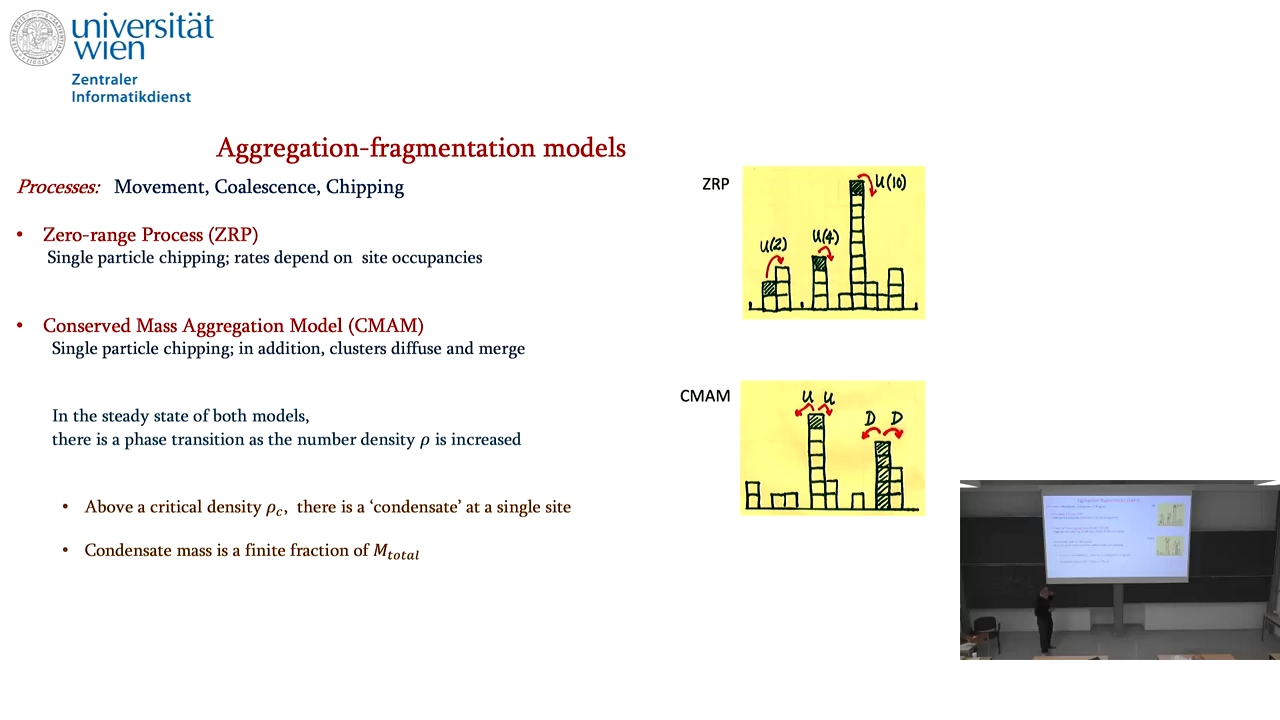 universität
wien
Zentraler
Informatikdienst
Aggregation-fragmentation models
Processes: Movement, Coalescence, Chipping
• Zero-range Process (ZRP)
Single particle chipping; rates depend on site occupancies
• Conserved Mass Aggregation Model (CMAM)
Single particle chipping; in addition, clusters diffuse and merge
In the steady state of both models,
there is a phase transition as the number density ρ is increased
• Above a critical density ρ_c, there is a ‘condensate’ at a single site
• Condensate mass is a finite fraction of M_total
ZRP
U(2)
U(4)
U(10)
CMAM
U U
D D